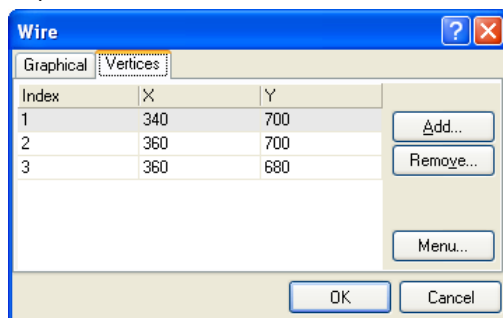 Wire
Graphical Vertices
Index X Y
1 340 700
2 360 700
3 360 680
Add...
Remove...
Menu...
OK Cancel